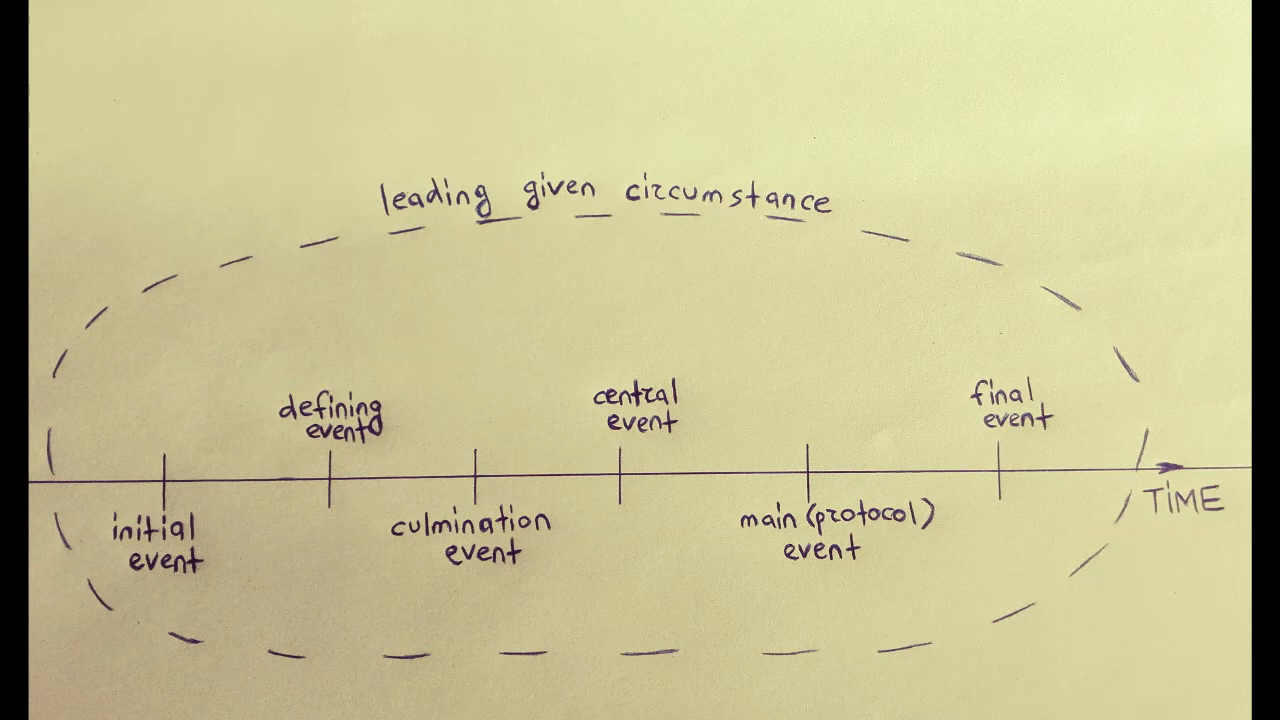 leading given circumstance
defining
event
central
event
final
event
initial
event
culmination
event
main (protocol)
event
TiME